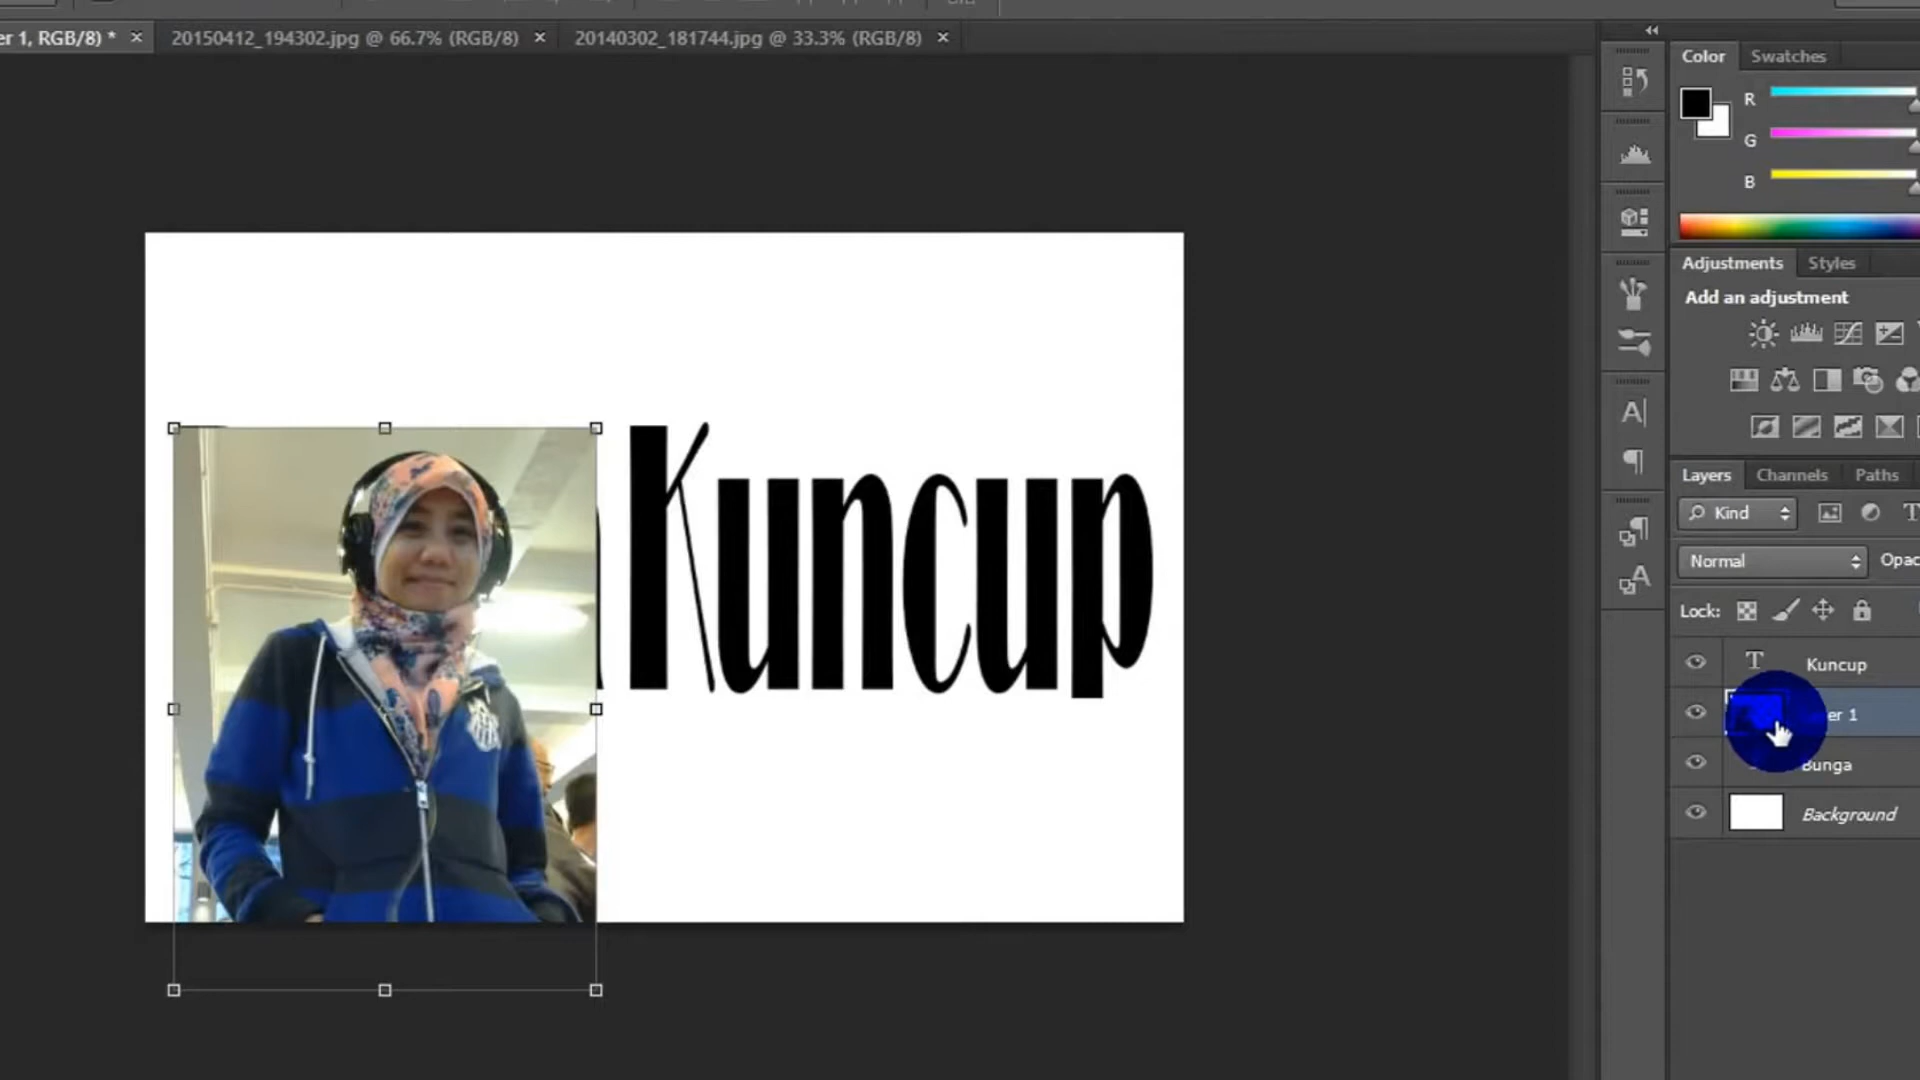 er 1, RGB/8) * × 20150412_194302.jpg @ 66.7% (RGB/8) × 20140302_181744.jpg @ 33.3% (RGB/8) ×
Color Swatches
R
G
B
Adjustments Styles
Add an adjustment
Kuncup
Layers Channels Paths
Kind
Normal Opac
Lock:
Kuncup
er 1
Bunga
Background